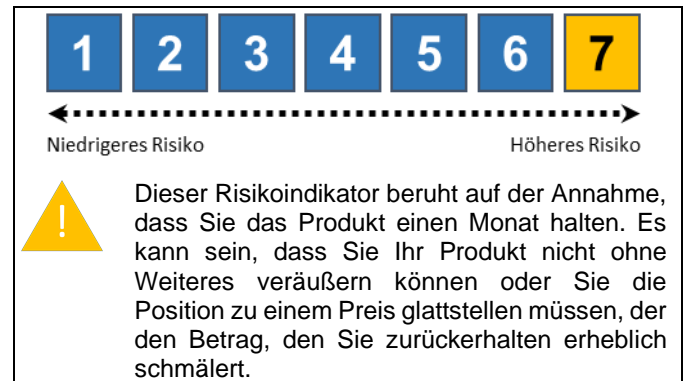 1 2 3 4 5 6 7
Niedrigeres Risiko Höheres Risiko
!
Dieser Risikoindikator beruht auf der Annahme,
dass Sie das Produkt einen Monat halten. Es
kann sein, dass Sie Ihr Produkt nicht ohne
Weiteres veräußern können oder Sie die
Position zu einem Preis glattstellen müssen, der
den Betrag, den Sie zurückerhalten erheblich
schmälert.